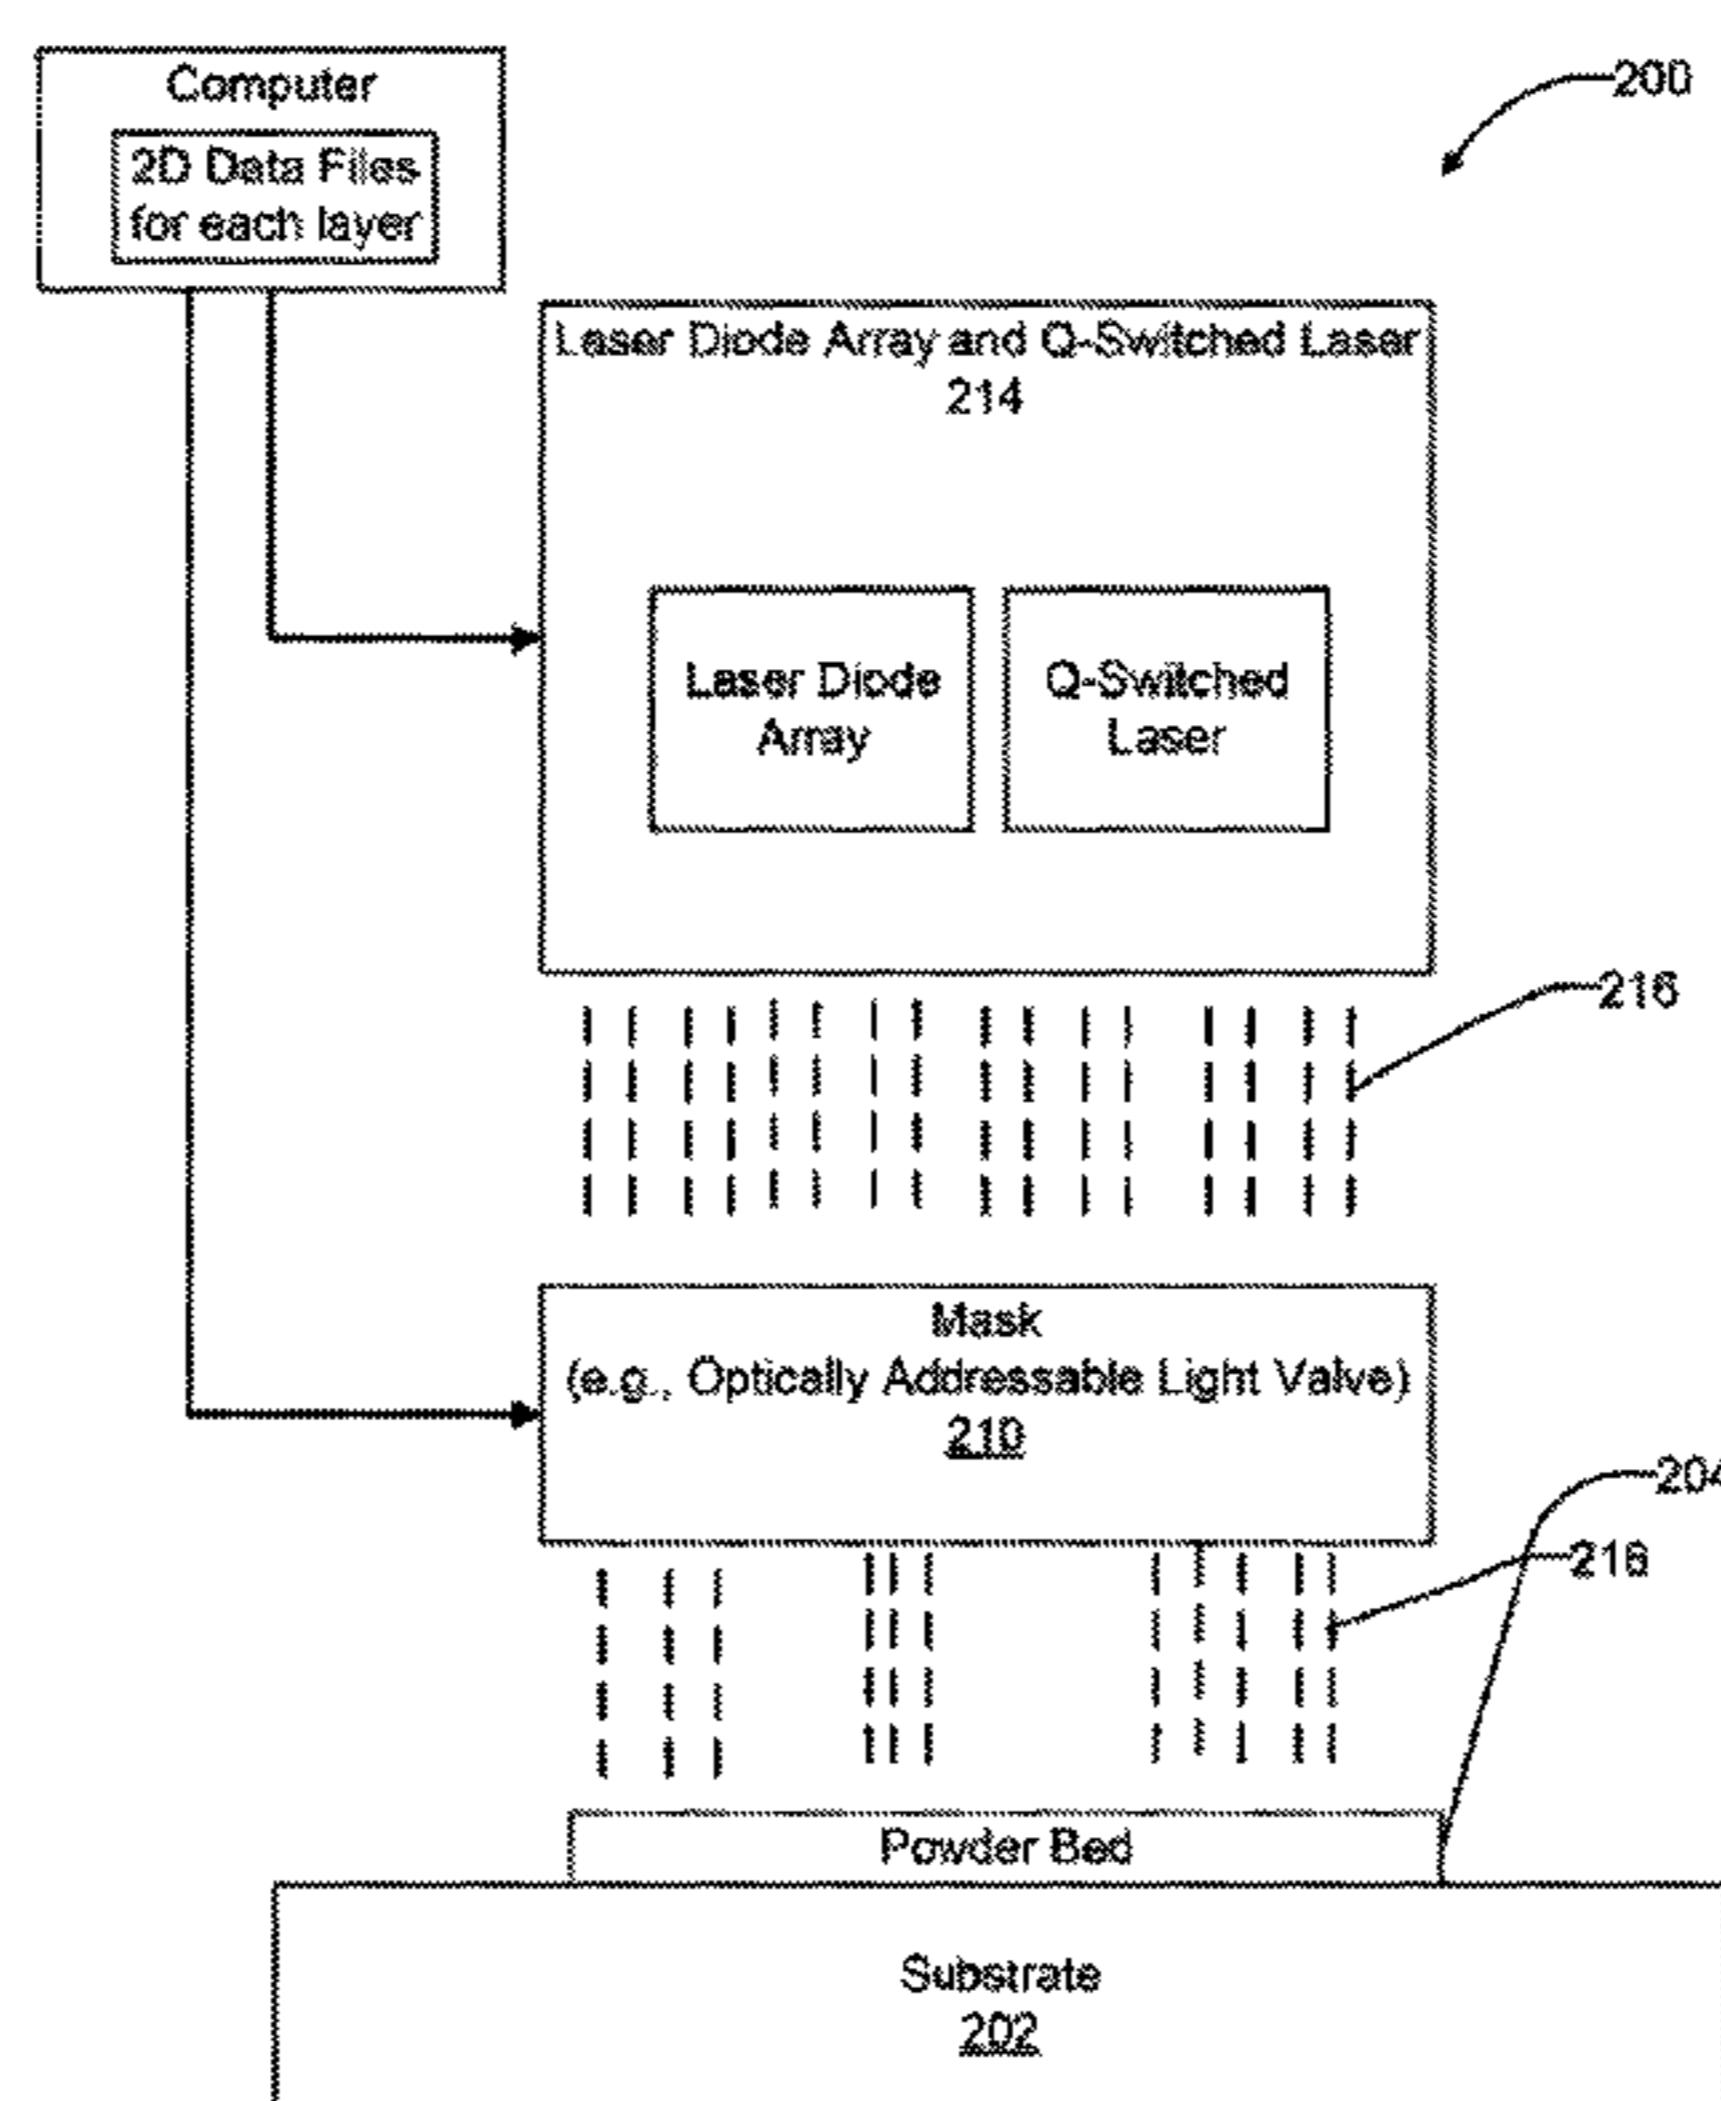 Computer
2D Data Files
for each layer
200
Laser Diode Array and Q-Switched Laser
214
Laser Diode
Array
Q-Switched
Laser
216
Mask
(e.g., Optically Addressable Light Valve)
210
204
216
Powder Bed
Substrate
202